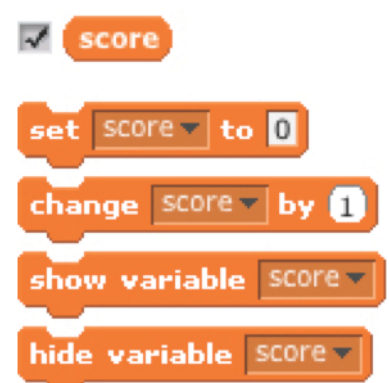 score
set score to 0
change score by 1
show variable score
hide variable score